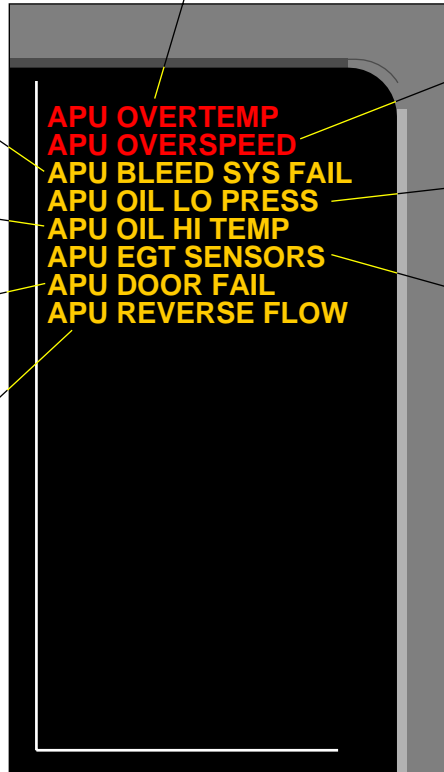 APU OVERTEMP
APU OVERSPEED
APU BLEED SYS FAIL
APU OIL LO PRESS
APU OIL HI TEMP
APU EGT SENSORS
APU DOOR FAIL
APU REVERSE FLOW